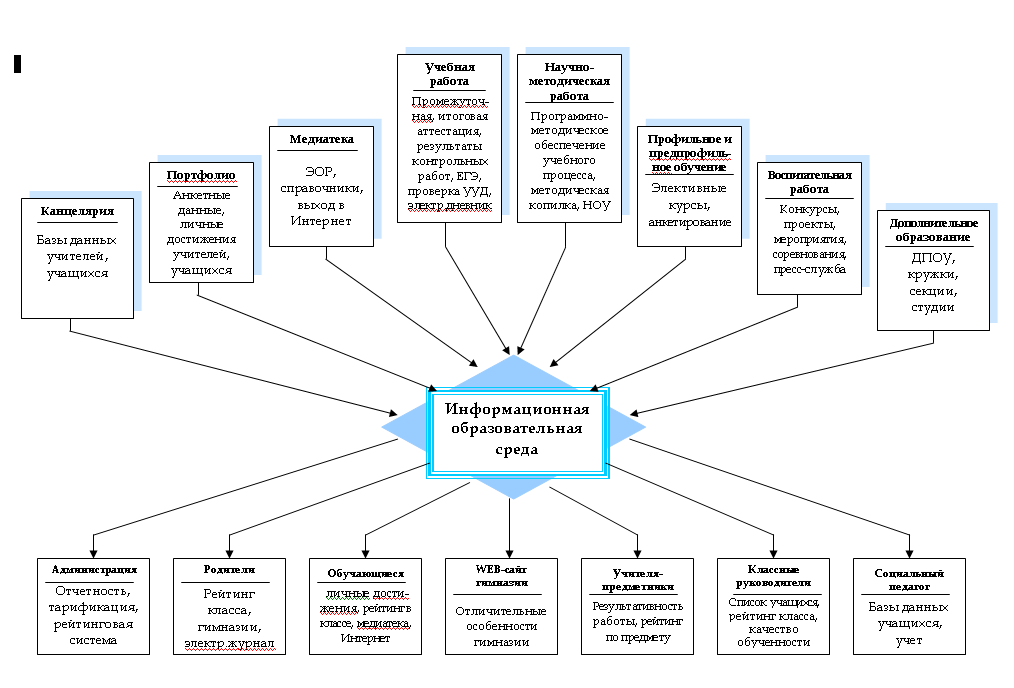 Канцелярия
Базы данных
учителей,
учащихся
Портфолио
Анкетные
данные,
личные
достижения
учителей,
учащихся
Медиатека
ЭОР,
справочники,
выход в
Интернет
Учебная
работа
Промежуточ-
ная, итоговая
аттестация,
результаты
контрольных
работ, ЕГЭ,
проверка УУД,
электр.дневник
Научно-
методическая
работа
Программно-
методическое
обеспечение
учебного
процесса,
методическая
копилка, НОУ
Профильное и
предпрофиль-
ное обучение
Элективные
курсы,
анкетирование
Воспитательная
работа
Конкурсы,
проекты,
мероприятия,
соревнования,
пресс-служба
Дополнительное
образование
ДПОУ,
кружки,
секции,
студии
Информационная
образовательная
среда
Администрация
Отчетность,
тарификация,
рейтинговая
система
Родители
Рейтинг
класса,
гимназии,
электр.журнал
Обучающиеся
личные дости-
жения, рейтинг в
классе, медиатека,
Интернет
WEB-сайт
гимназии
Отличительные
особенности
гимназии
Учителя-
предметники
Результативность
работы, рейтинг
по предмету
Классные
руководители
Список учащихся,
рейтинг класса,
качество
обученности
Социальный
педагог
Базы данных
учащихся,
учет